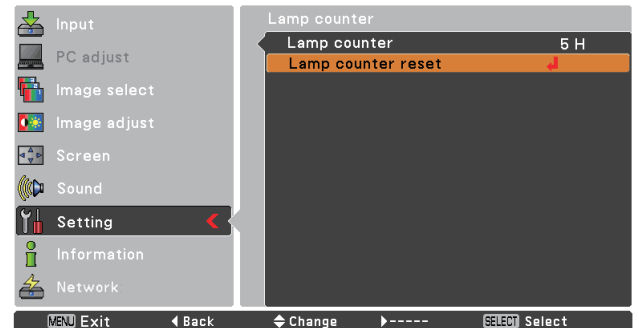 Input
PC adjust
Image select
Image adjust
Screen
Sound
Setting
Information
Network
Lamp counter
Lamp counter 5 H
Lamp counter reset
MENU Exit Back Change ----- SELECT Select